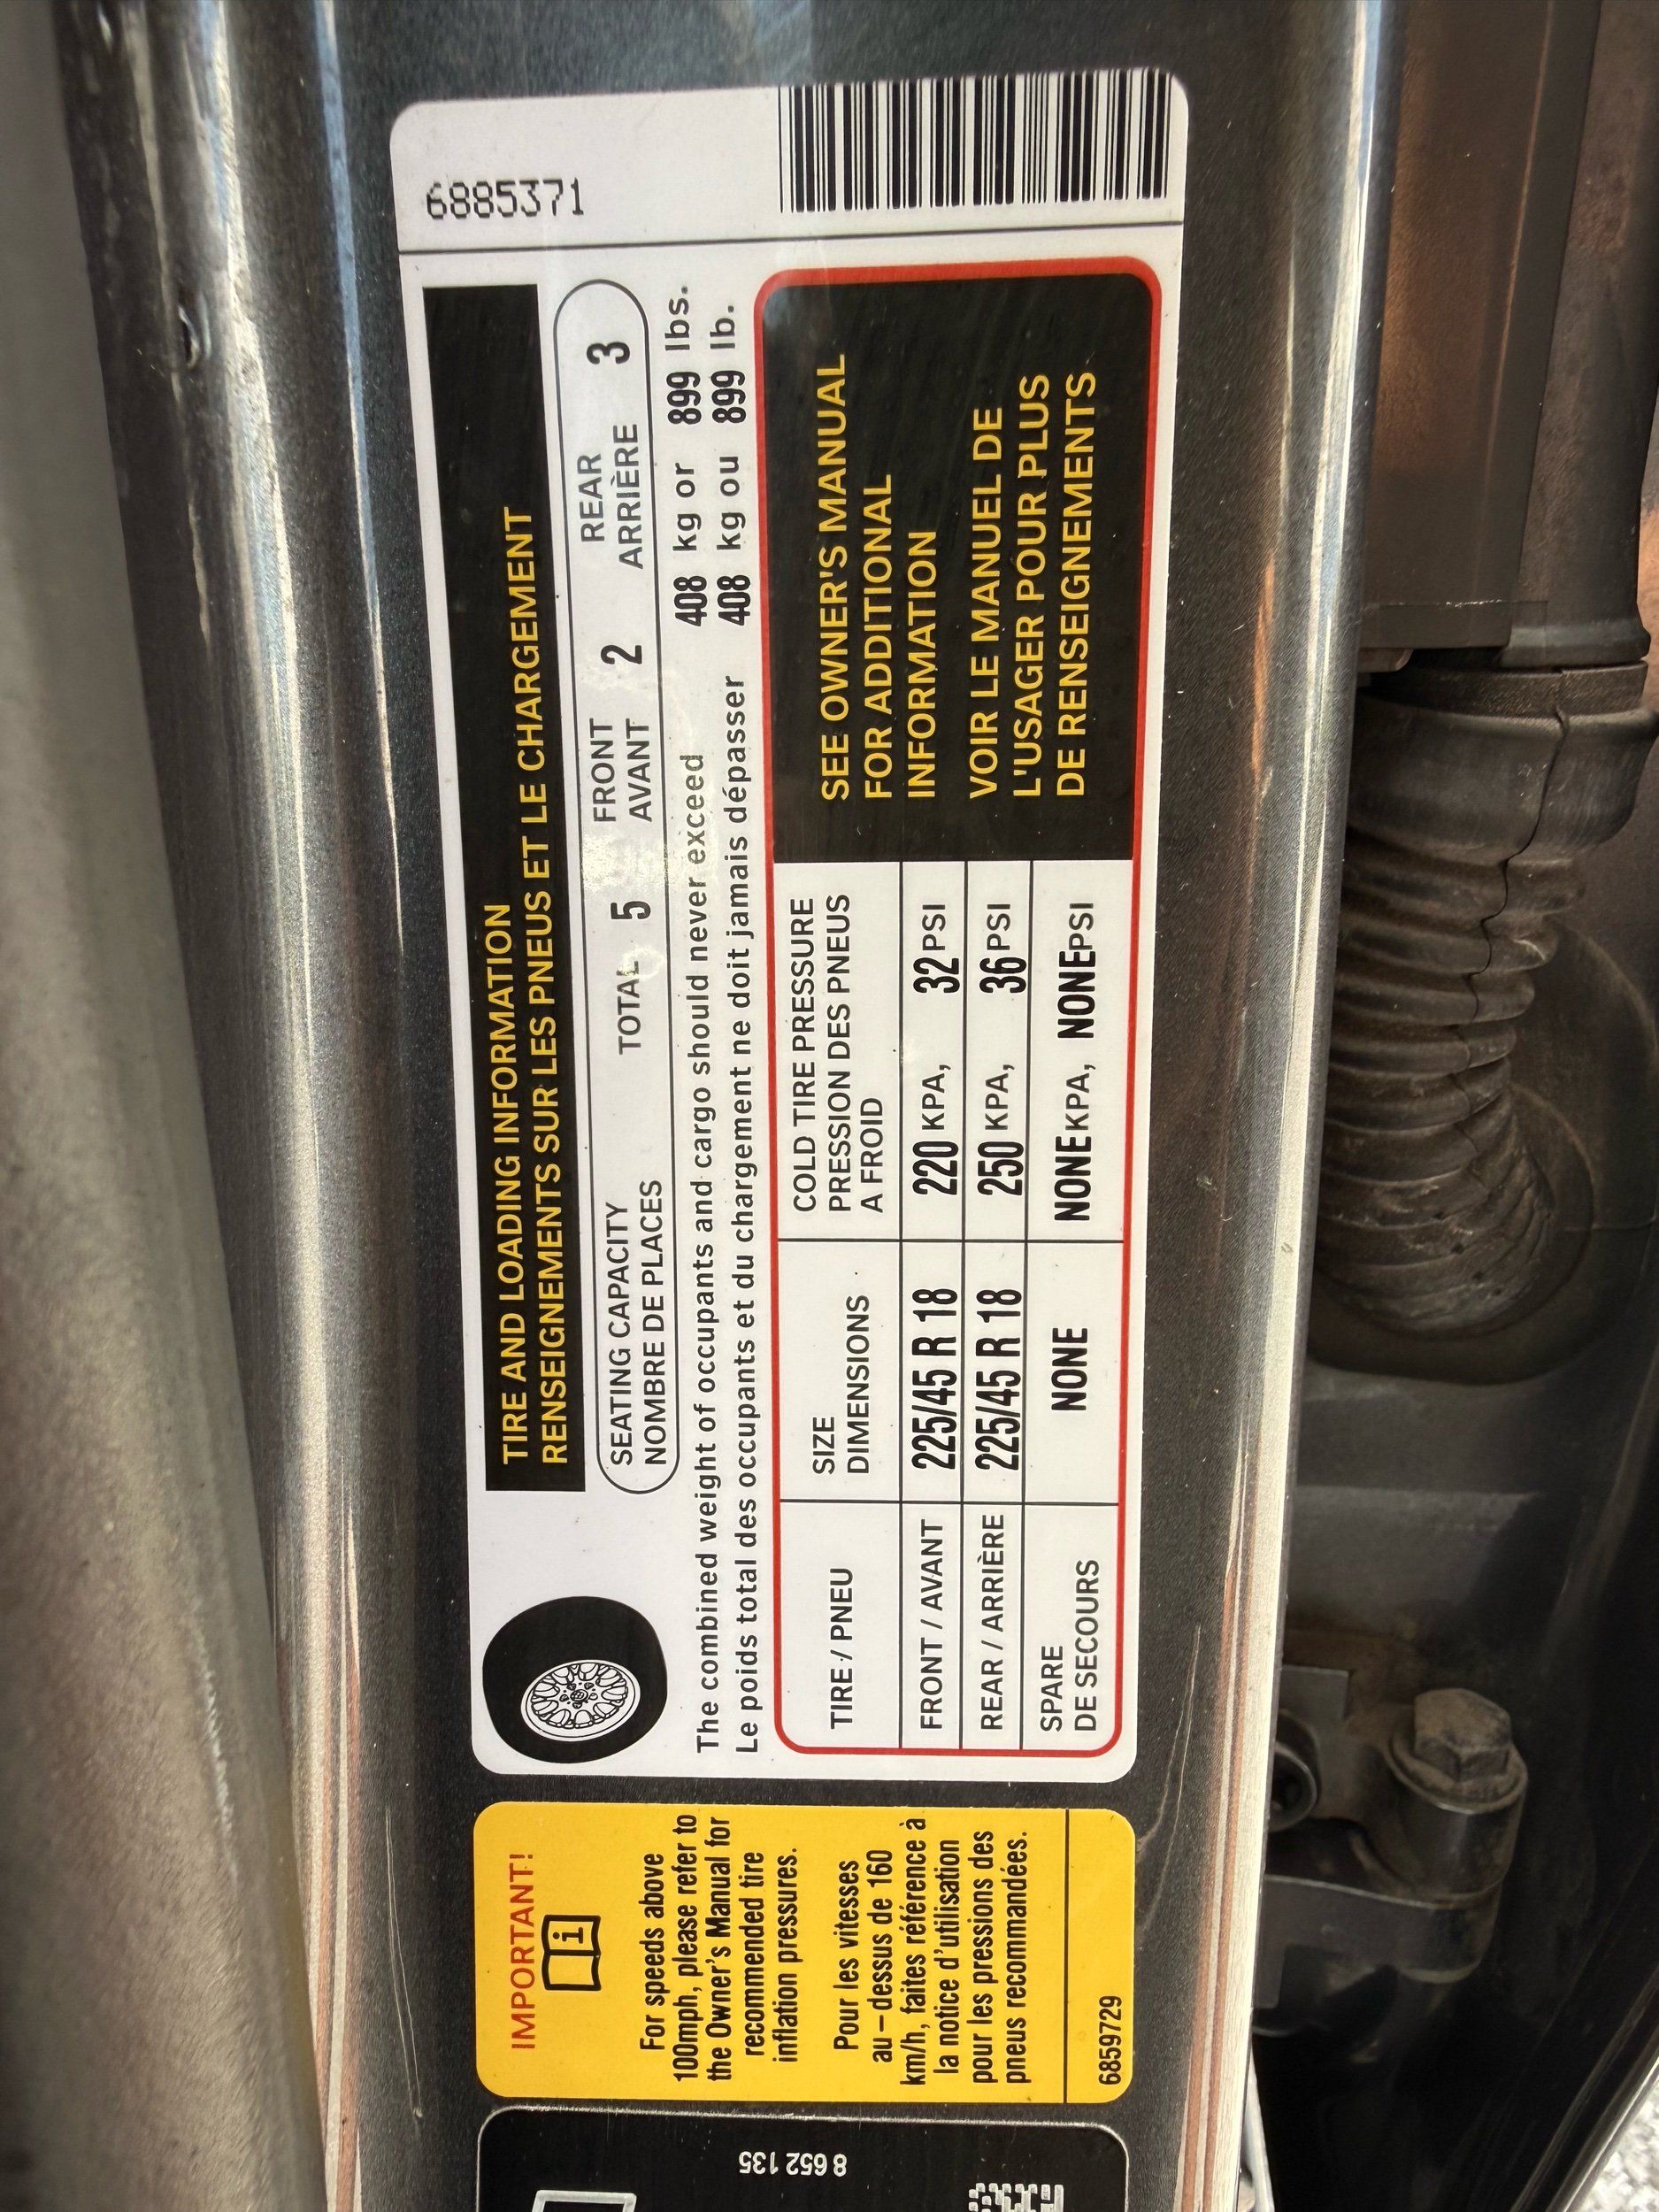 TIRE AND LOADING INFORMATION
RENSEIGNEMENTS SUR LES PNEUS ET LE CHARGEMENT
6885371
SEATING CAPACITY
NOMBRE DE PLACES
TOTAL 5
FRONT
AVANT
2
REAR
ARRIÈRE
3
The combined weight of occupants and cargo should never exceed 408 kg or 899 lbs.
Le poids total des occupants et du chargement ne doit jamais dépasser 408 kg ou 899 lb.
TIRE / PNEU
SIZE
DIMENSIONS
COLD TIRE PRESSURE
PRESSION DES PNEUS
A FROID
FRONT / AVANT 225/45 R 18 220 KPA, 32 PSI
REAR / ARRIÈRE 225/45 R 18 250 KPA, 36 PSI
SPARE
DE SECOURS
NONE NONE KPA, NONE PSI
SEE OWNER'S MANUAL
FOR ADDITIONAL
INFORMATION
VOIR LE MANUEL DE
L'USAGER POUR PLUS
DE RENSEIGNEMENTS
IMPORTANT!
i
For speeds above
100mph, please refer to
the Owner's Manual for
recommended tire
inflation pressures.
Pour les vitesses
au – dessus de 160
km/h, faites référence à
la notice d'utilisation
pour les pressions des
pneus recommandées.
6859729
8 652 135